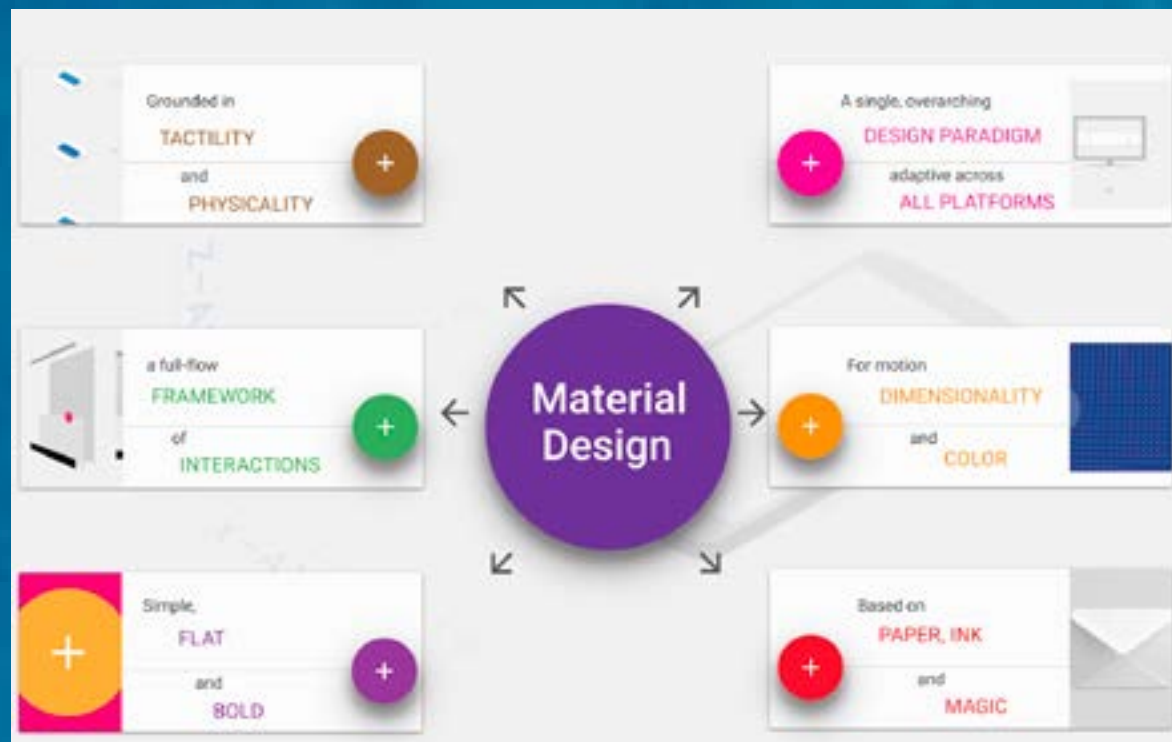 Grounded in
TACTILITY
and
PHYSICALITY
A single, overarching
DESIGN PARADIGM
adaptive across
ALL PLATFORMS
a full-flow
FRAMEWORK
of
INTERACTIONS
Material
Design
For motion
DIMENSIONALITY
and
COLOR
Simple,
FLAT
and
BOLD
Based on
PAPER, INK
and
MAGIC